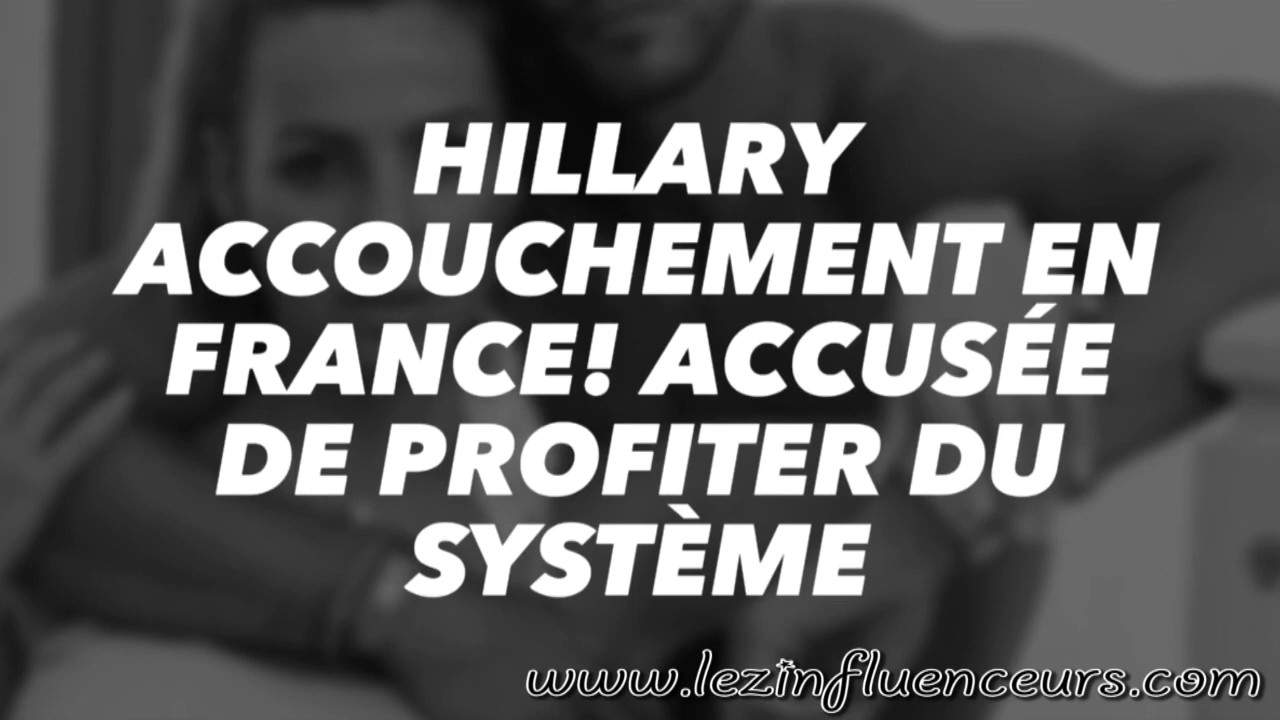 HILLARY
ACCOUCHEMENT EN
FRANCE! ACCUSÉE
DE PROFITER DU
SYSTÈME
www.lezinfluenceurs.com